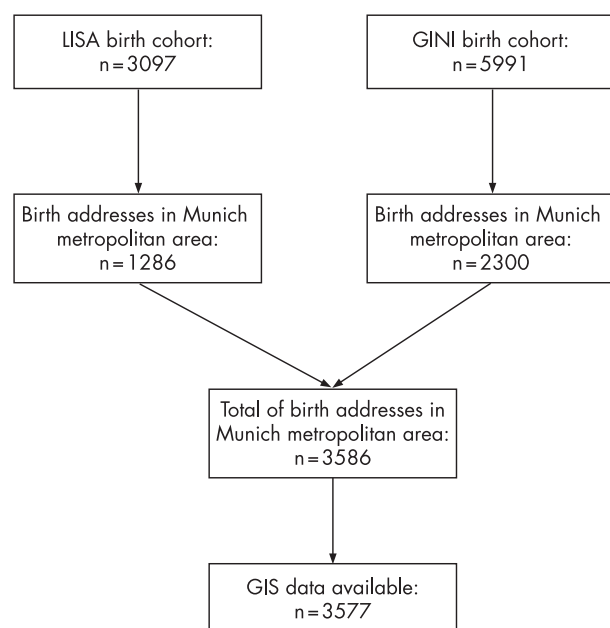 LISA birth cohort:
n=3097
GINI birth cohort:
n=5991
Birth addresses in Munich
metropolitan area:
n=1286
Birth addresses in Munich
metropolitan area:
n=2300
Total of birth addresses in
Munich metropolitan area:
n=3586
GIS data available:
n=3577